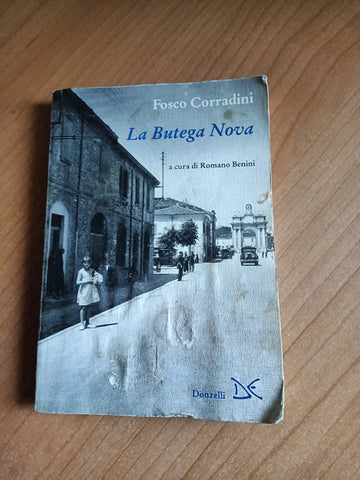 Fosco Corradini
La Butega Nova
a cura di Romano Benini
Donzelli